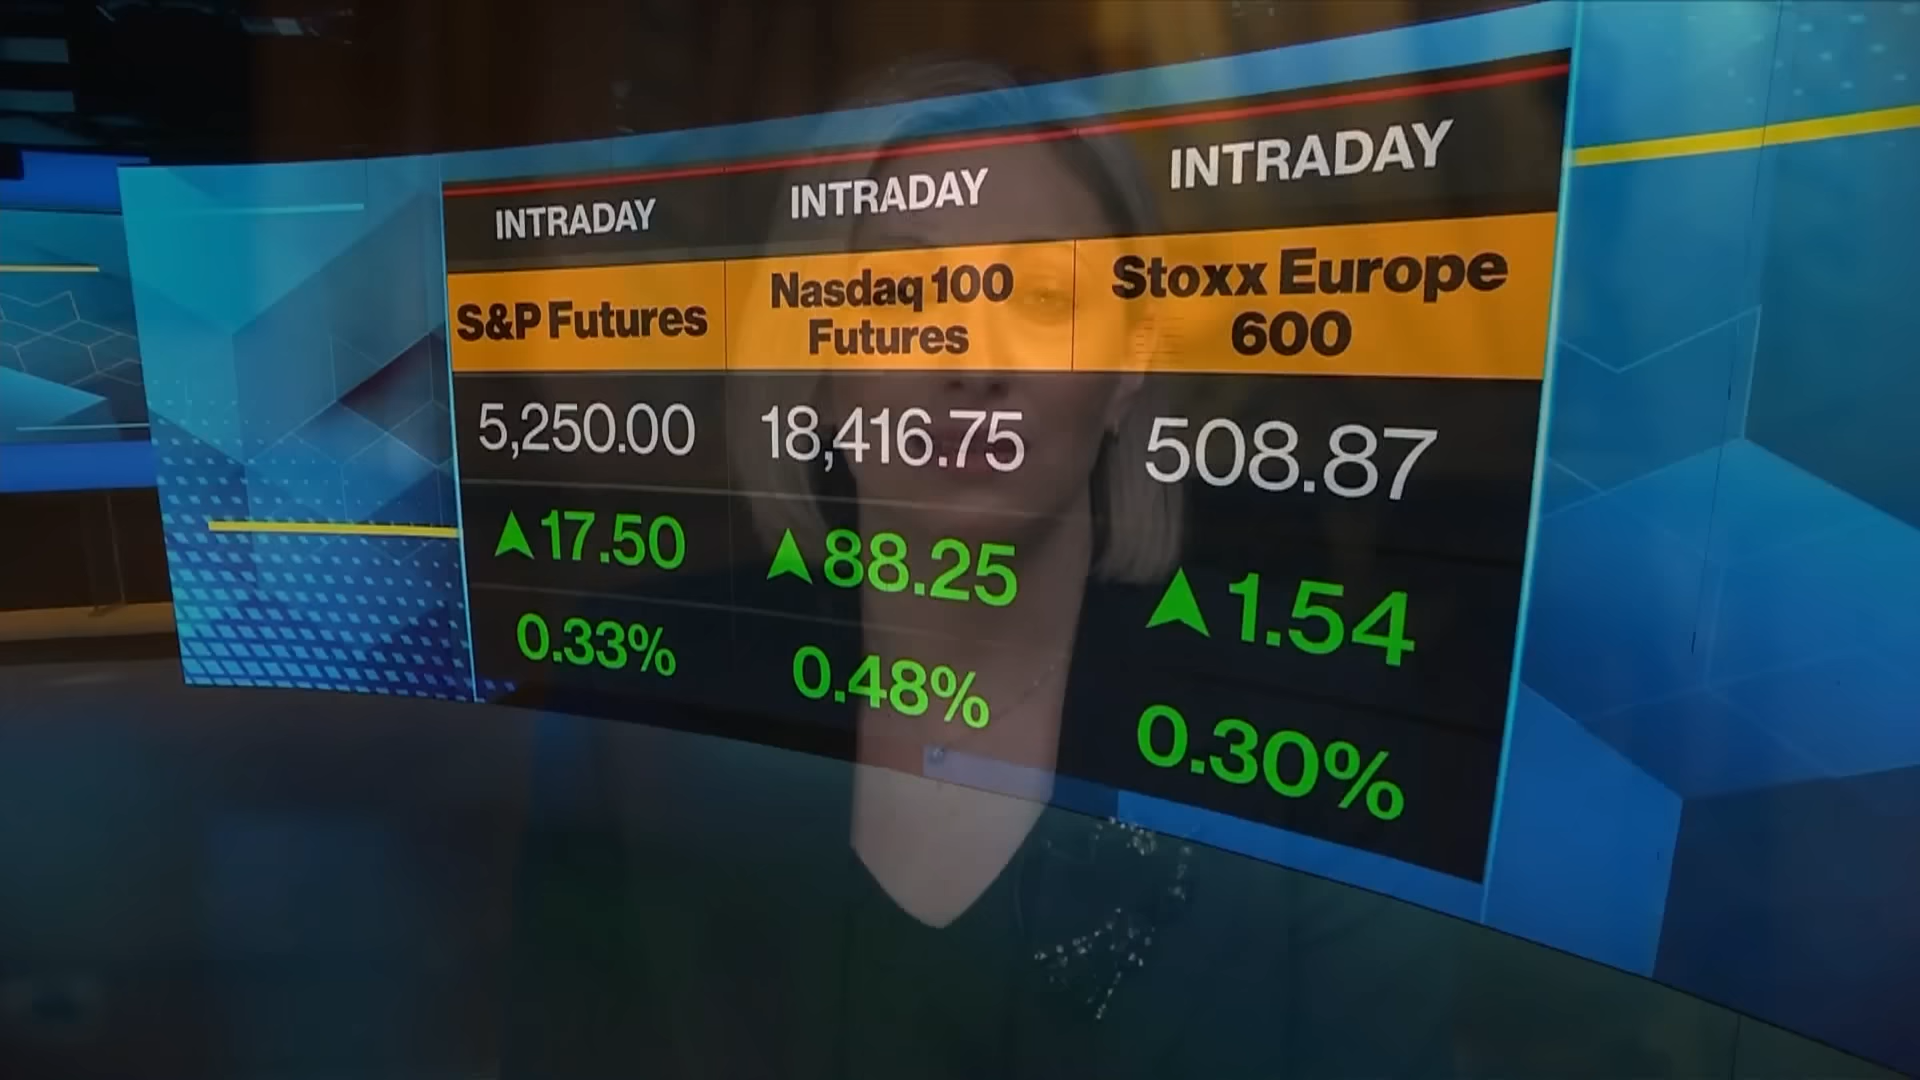 INTRADAY
INTRADAY
INTRADAY
S&P Futures
Nasdaq 100
Futures
Stoxx Europe
600
5,250.00
18,416.75
508.87
▲17.50
▲88.25
▲1.54
0.33%
0.48%
0.30%